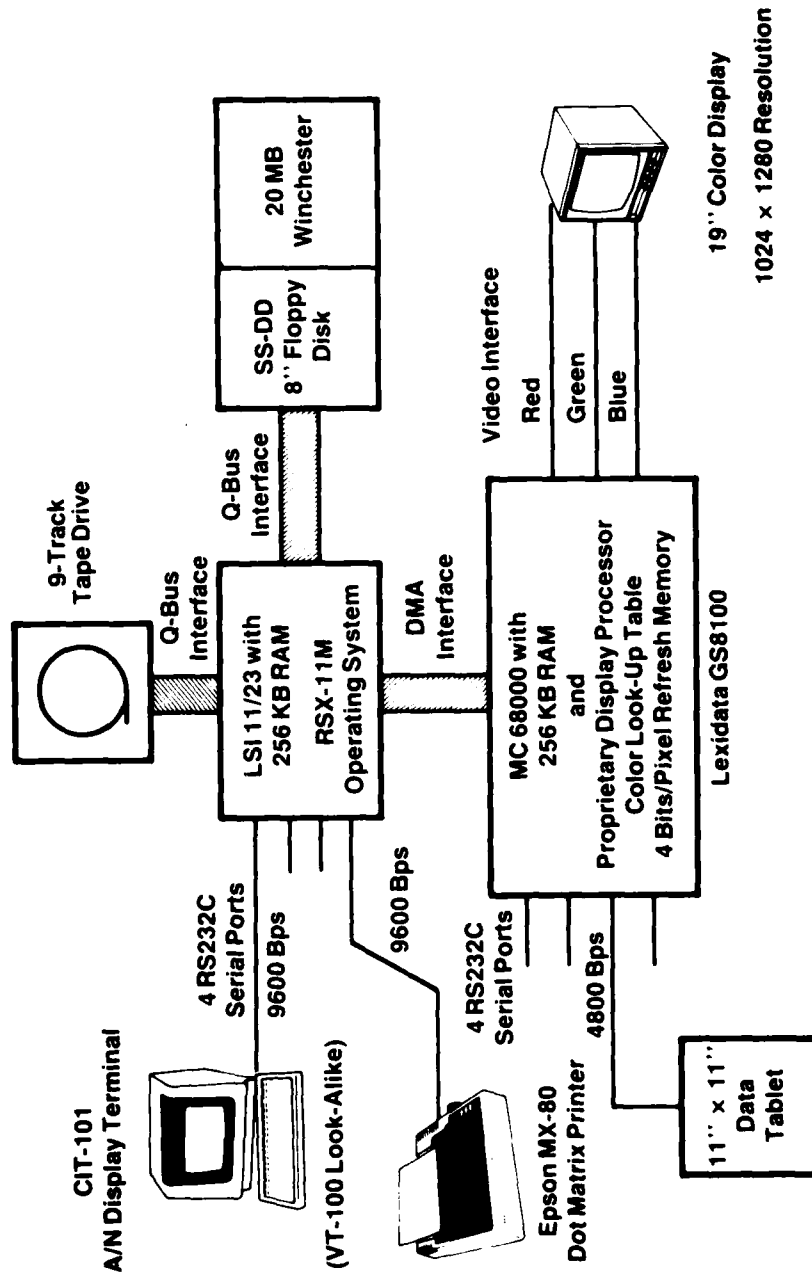 9-Track
Tape Drive
Q-Bus
Interface
CIT-101
A/N Display Terminal
(VT-100 Look-Alike)
4 RS232C
Serial Ports
9600 Bps
LSI 11/23 with
256 KB RAM
RSX-11M
Operating System
Q-Bus
Interface
SS-DD
8'' Floppy
Disk
20 MB
Winchester
9600 Bps
Epson MX-80
Dot Matrix Printer
DMA
Interface
4 RS232C
Serial Ports
4800 Bps
11'' x 11''
Data
Tablet
MC 68000 with
256 KB RAM
and
Proprietary Display Processor
Color Look-Up Table
4 Bits/Pixel Refresh Memory
Lexidata GS8100
Video Interface
Red
Green
Blue
19'' Color Display
1024 x 1280 Resolution